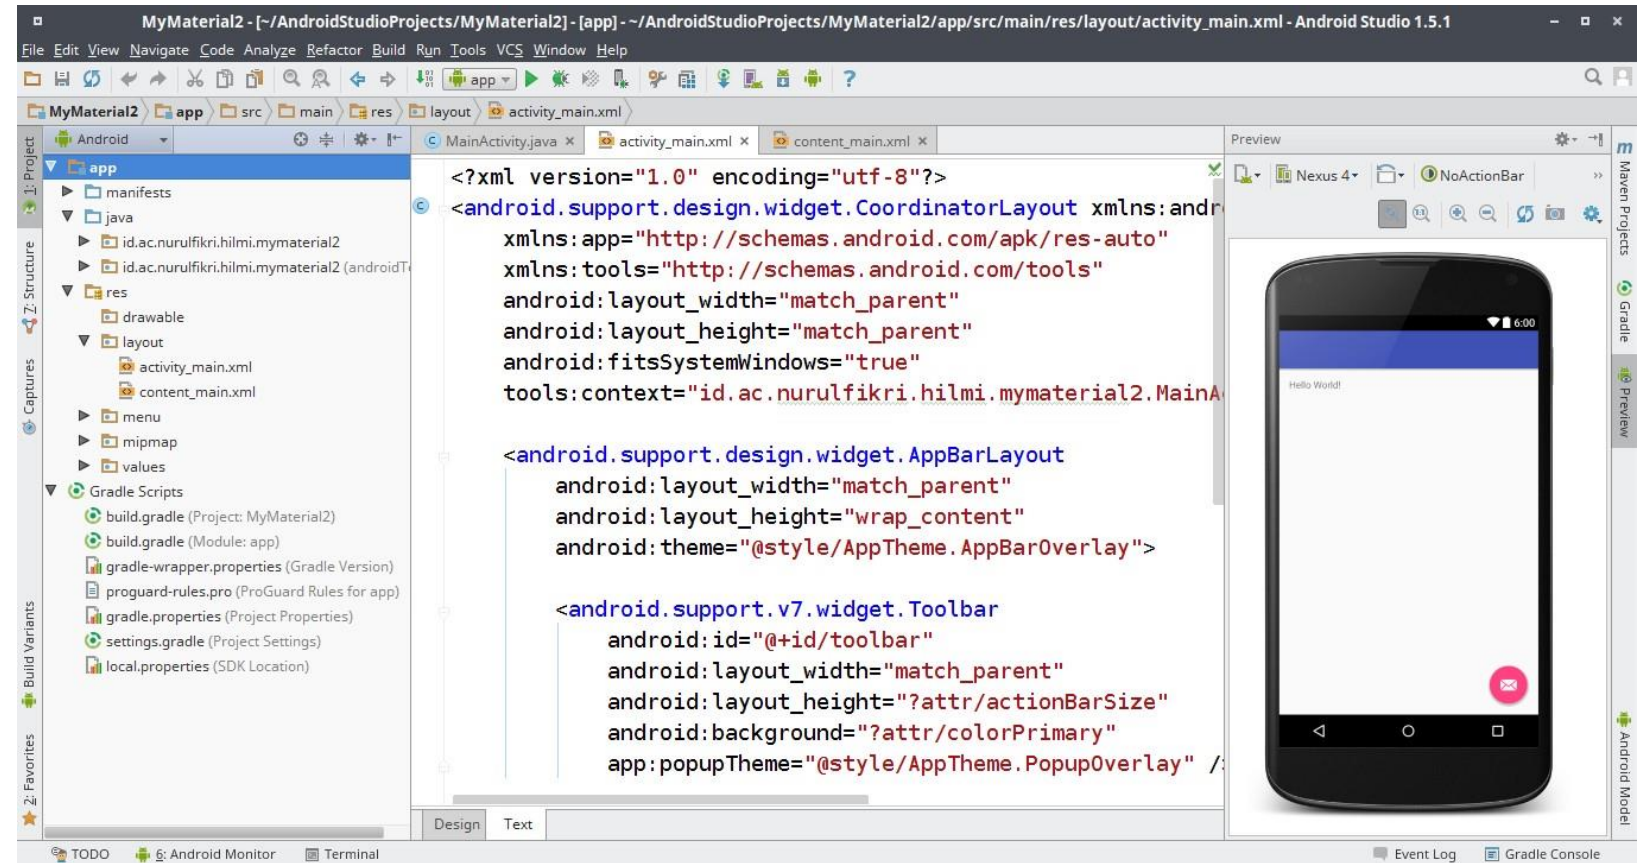 MyMaterial2 - [~/AndroidStudioProjects/MyMaterial2] - [app] - ~/AndroidStudioProjects/MyMaterial2/app/src/main/res/layout/activity_main.xml - Android Studio 1.5.1
File Edit View Navigate Code Analyze Refactor Build Run Tools VCS Window Help
app
MyMaterial2 app src main res layout activity_main.xml
1: Project
Z: Structure
Captures
Build Variants
2: Favorites
Android
app
manifests
java
id.ac.nurulfikri.hilmi.mymaterial2
id.ac.nurulfikri.hilmi.mymaterial2 (androidT
res
drawable
layout
activity_main.xml
content_main.xml
menu
mipmap
values
Gradle Scripts
build.gradle (Project: MyMaterial2)
build.gradle (Module: app)
gradle-wrapper.properties (Gradle Version)
proguard-rules.pro (ProGuard Rules for app)
gradle.properties (Project Properties)
settings.gradle (Project Settings)
local.properties (SDK Location)
MainActivity.java activity_main.xml content_main.xml
<?xml version="1.0" encoding="utf-8"?>
<android.support.design.widget.CoordinatorLayout xmlns:andr
xmlns:app="http://schemas.android.com/apk/res-auto"
xmlns:tools="http://schemas.android.com/tools"
android:layout_width="match_parent"
android:layout_height="match_parent"
android:fitsSystemWindows="true"
tools:context="id.ac.nurulfikri.hilmi.mymaterial2.MainA
<android.support.design.widget.AppBarLayout
android:layout_width="match_parent"
android:layout_height="wrap_content"
android:theme="@style/AppTheme.AppBarOverlay">
<android.support.v7.widget.Toolbar
android:id="@+id/toolbar"
android:layout_width="match_parent"
android:layout_height="?attr/actionBarSize"
android:background="?attr/colorPrimary"
app:popupTheme="@style/AppTheme.PopupOverlay" /
Design Text
Preview
Nexus 4 NoActionBar
6:00
Hello World!
Maven Projects
Gradle
Preview
Android Model
TODO 6: Android Monitor Terminal Event Log Gradle Console